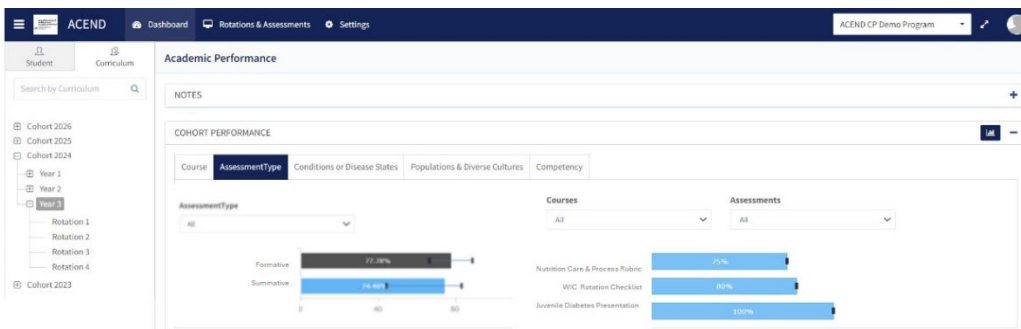 ACEND
Dashboard
Rotations & Assessments
Settings
ACEND CP Demo Program
Student
Curriculum
Search by Curriculum
Cohort 2026
Cohort 2025
Cohort 2024
Year 1
Year 2
Year 3
Rotation 1
Rotation 2
Rotation 3
Rotation 4
Cohort 2023
Academic Performance
NOTES
COHORT PERFORMANCE
Course
AssessmentType
Conditions or Disease States
Populations & Diverse Cultures
Competency
AssessmentType
All
Formative
77.78%
Summative
0
40
80
Courses
All
Assessments
All
Nutrition Care & Process Rubric
75%
WIC Rotation Checklist
80%
Juvenile Diabetes Presentation
100%